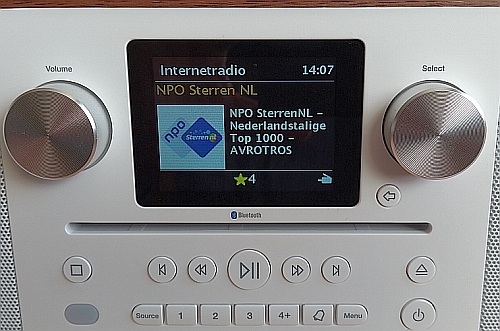 Internetradio 14:07
NPO Sterren NL
npo
Sterren nl
NPO SterrenNL –
Nederlandstalige
Top 1000 –
AVROTROS
4
Volume
Select
Bluetooth
Source 1 2 3 4+ Menu